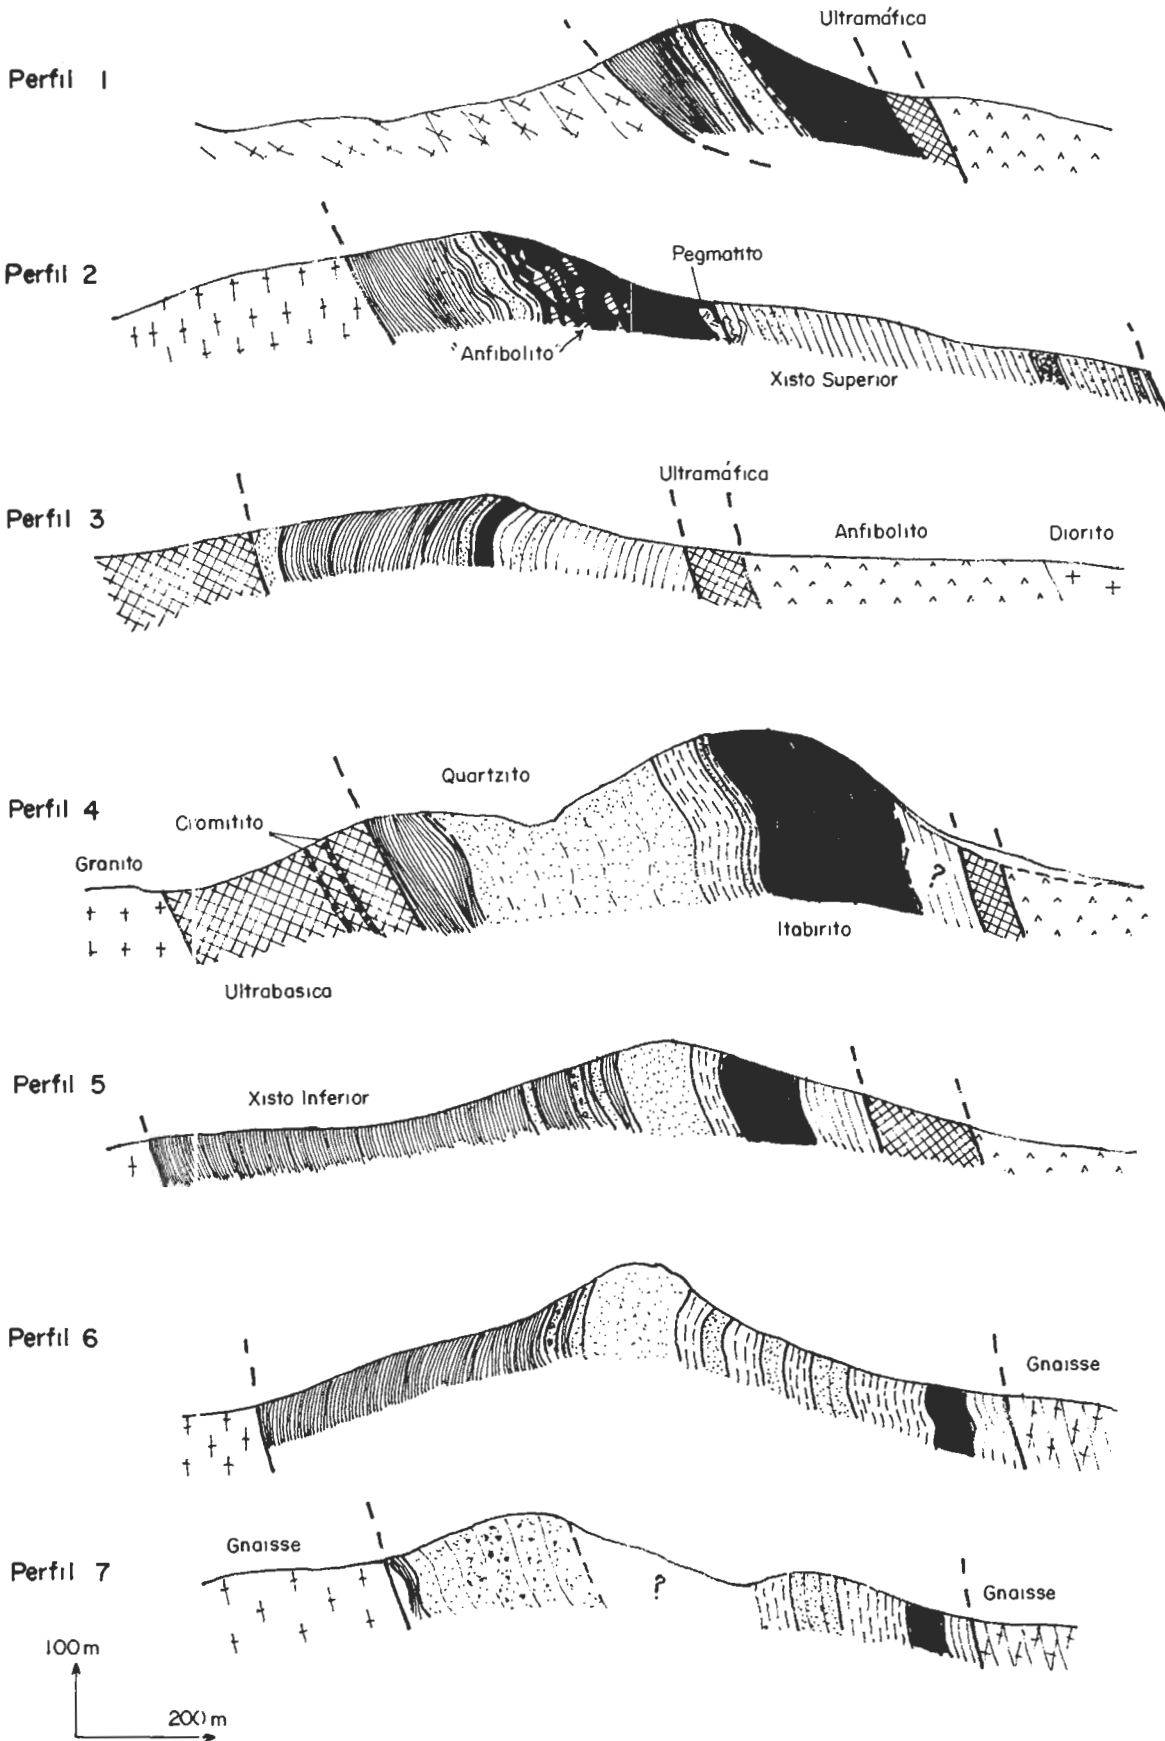 Ultramáfica
Perfil 1
Perfil 2
Pegmatito
Anfibolito
Xisto Superior
Ultramáfica
Perfil 3
Anfibolito
Diorito
Quartzito
Perfil 4
Cromitito
Granito
?
Itabirito
Ultrabasica
Perfil 5
Xisto Inferior
Perfil 6
Gnaisse
Gnaisse
Perfil 7
?
Gnaisse
100 m
200 m